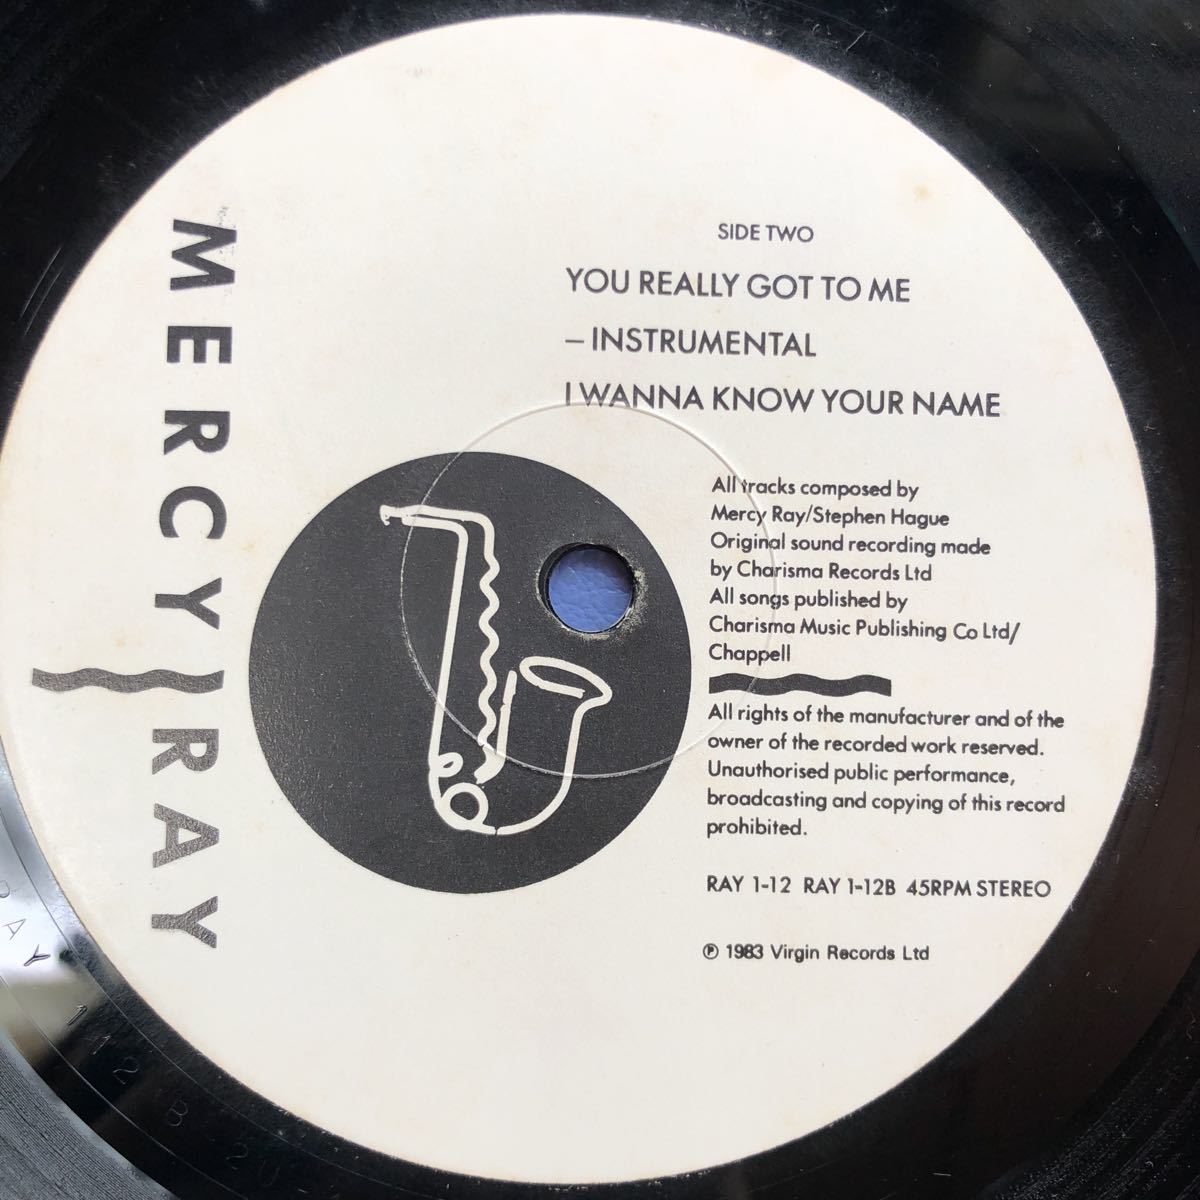 MERCY RAY
SIDE TWO
YOU REALLY GOT TO ME
– INSTRUMENTAL
I WANNA KNOW YOUR NAME
All tracks composed by
Mercy Ray/Stephen Hague
Original sound recording made
by Charisma Records Ltd
All songs published by
Charisma Music Publishing Co Ltd/
Chappell
All rights of the manufacturer and of the
owner of the recorded work reserved.
Unauthorised public performance,
broadcasting and copying of this record
prohibited.
RAY 1-12 RAY 1-12B 45RPM STEREO
℗ 1983 Virgin Records Ltd
RAY 1 12 B